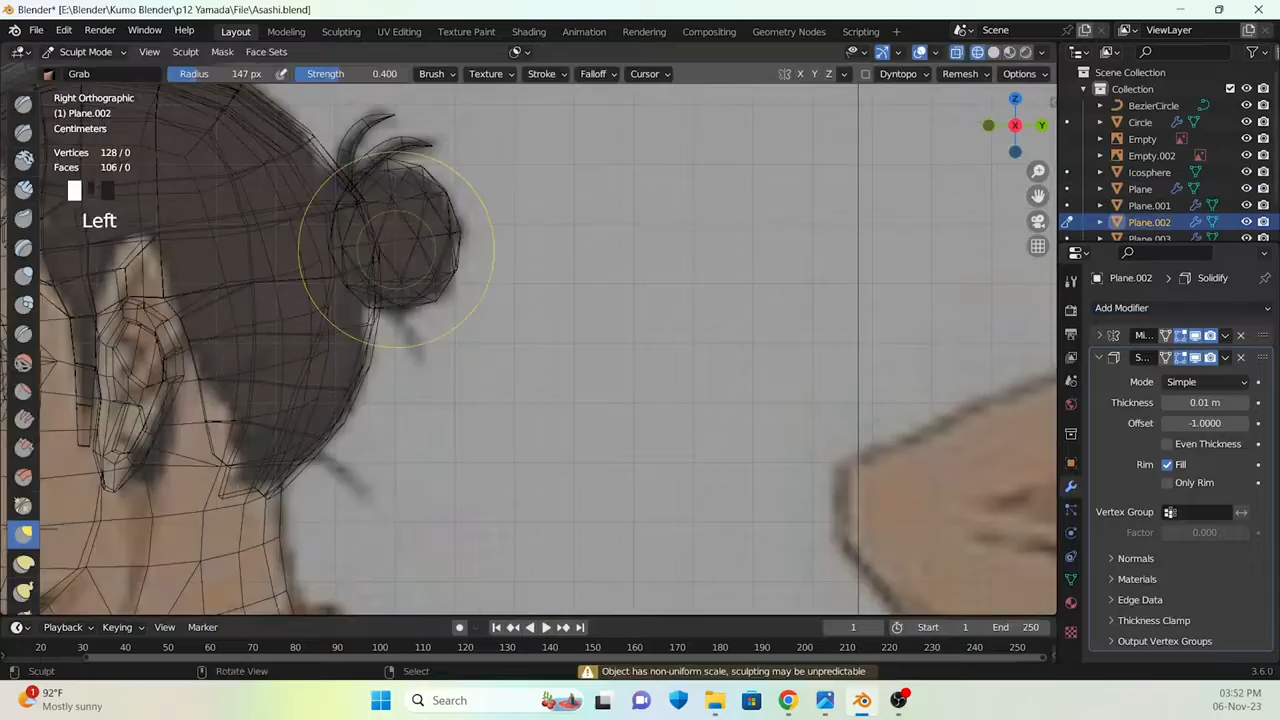 Blender* [E:\Blender\Kumo Blender\p12 Yamada\File\Asashi.blend]
File Edit Render Window Help Layout Modeling Sculpting UV Editing Texture Paint Shading Animation Rendering Compositing Geometry Nodes Scripting + Scene ViewLayer
Sculpt Mode View Sculpt Mask Face Sets
Grab Radius 147 px Strength 0.400 Brush Texture Stroke Falloff Cursor X Y Z Dyntopo Remesh Options
Right Orthographic
(1) Plane.002
Centimeters
Vertices 128 / 0
Faces 106 / 0
Left
Z
X
Y
Scene Collection
Collection
BezierCircle
Circle
Empty
Empty.002
Icosphere
Plane
Plane.001
Plane.002
Plane.003
Plane.002 Solidify
Add Modifier
Mi...
S...
Mode Simple
Thickness 0.01 m
Offset -1.0000
Even Thickness
Rim Fill
Only Rim
Vertex Group
Factor 0.000
Normals
Materials
Edge Data
Thickness Clamp
Output Vertex Groups
Playback Keying View Marker 1 Start 1 End 250
20 30 40 50 60 70 80 90 100 110 120 130 140 150 160 170 180 190 200 210 220 230 240 250
Sculpt Rotate View Select Object has non-uniform scale, sculpting may be unpredictable 3.6.0
1 92°F
Mostly sunny
Search
03:52 PM
06-Nov-23